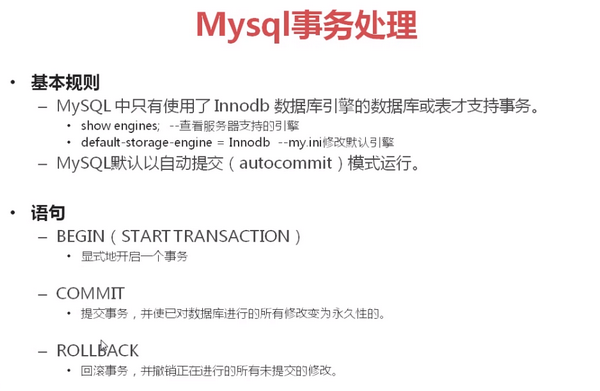 Mysql事务处理
• 基本规则
– MySQL 中只有使用了 Innodb 数据库引擎的数据库或表才支持事务。
• show engines; --查看服务器支持的引擎
• default-storage-engine = Innodb --my.ini修改默认引擎
– MySQL默认以自动提交（autocommit）模式运行。
• 语句
– BEGIN（START TRANSACTION）
• 显式地开启一个事务
– COMMIT
• 提交事务，并使已对数据库进行的所有修改变为永久性的。
– ROLLBACK
• 回滚事务，并撤销正在进行的所有未提交的修改。